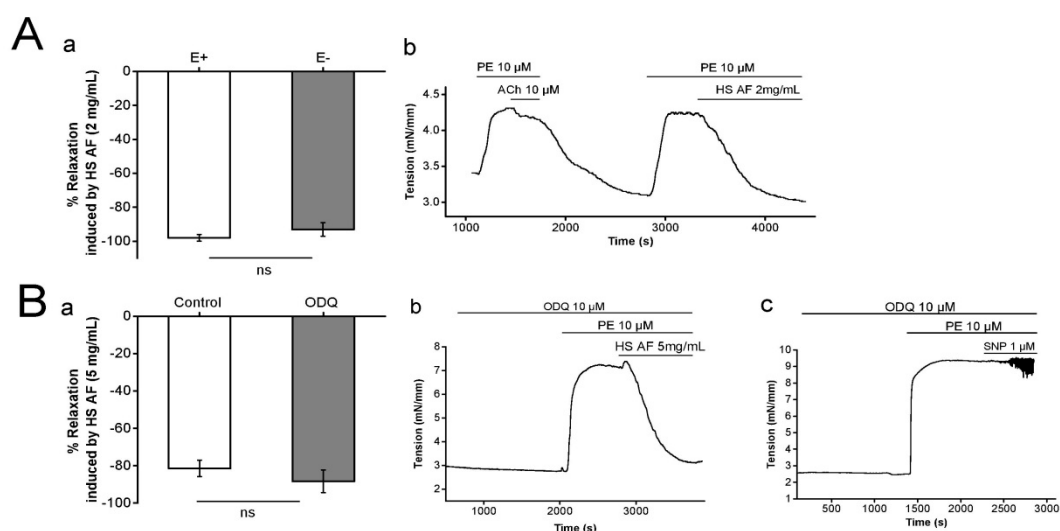 A
a
E+ E-
0
-20
-40
-60
-80
-100
% Relaxation
induced by HS AF (2 mg/mL)
ns
b
PE 10 µM PE 10 µM
ACh 10 µM HS AF 2mg/mL
4.5
4.0
3.5
3.0
Tension (mN/mm)
1000 2000 3000 4000
Time (s)
B
a
Control ODQ
0
-20
-40
-60
-80
-100
% Relaxation
induced by HS AF (5 mg/mL)
ns
b
ODQ 10 µM
PE 10 µM
HS AF 5mg/mL
8
7
6
5
4
3
2
Tension (mN/mm)
1000 2000 3000
Time (s)
c
ODQ 10 µM
PE 10 µM
SNP 1 µM
10
9
8
7
6
5
4
3
2
1
Tension (mN/mm)
500 1000 1500 2000 2500 3000
Time (s)